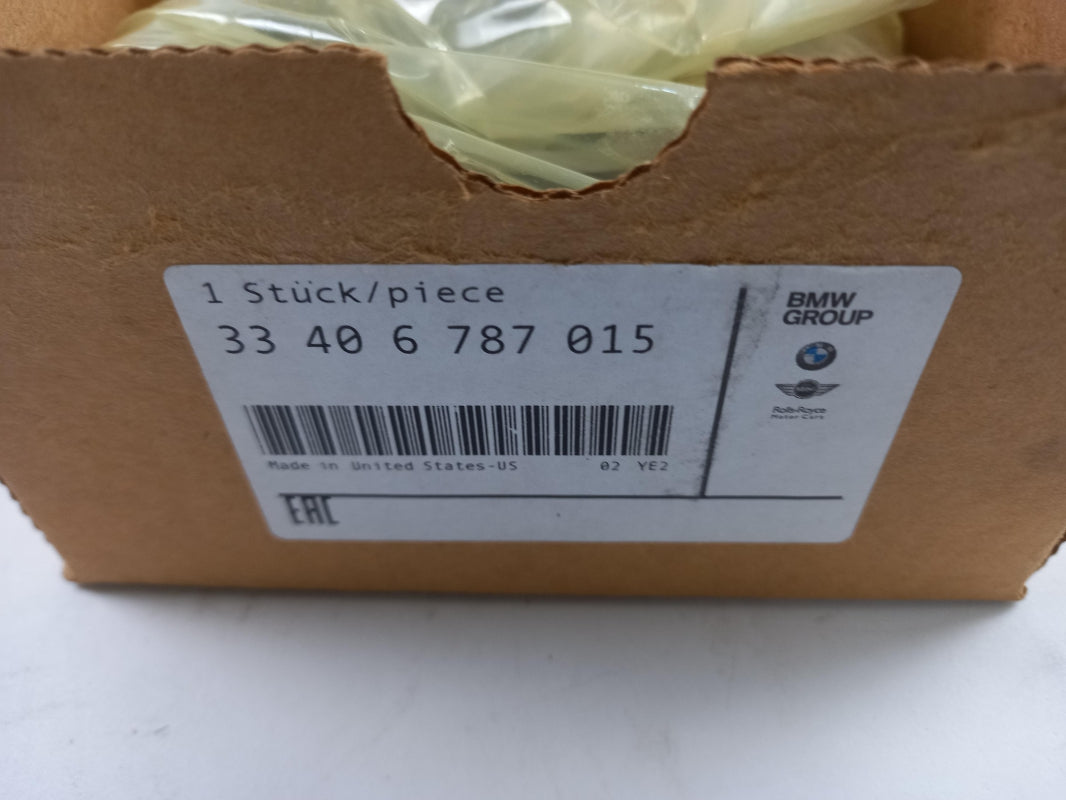 1 Stück/piece
33 40 6 787 015
Made in United States-US 02 YE2
EAC
BMW
GROUP
MINI
Rolls-Royce
Motor Cars